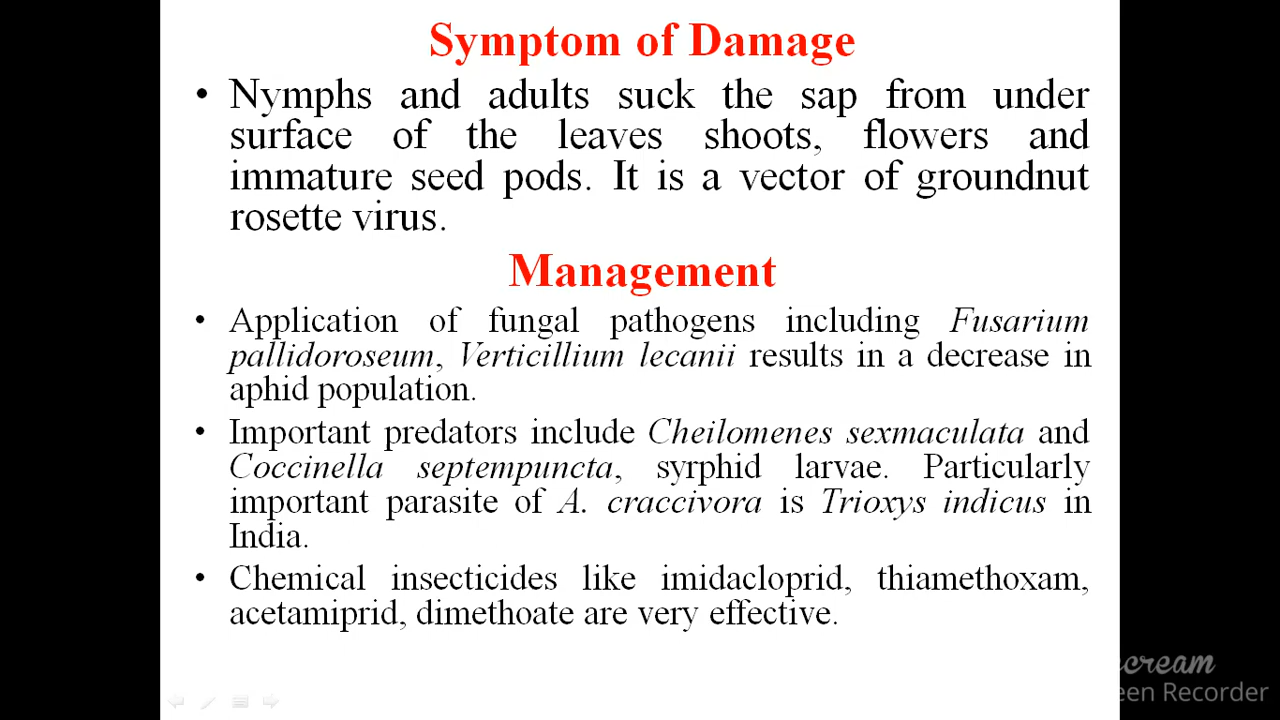 Symptom of Damage
• Nymphs and adults suck the sap from under
surface of the leaves shoots, flowers and
immature seed pods. It is a vector of groundnut
rosette virus.
Management
• Application of fungal pathogens including Fusarium
pallidoroseum, Verticillium lecanii results in a decrease in
aphid population.
• Important predators include Cheilomenes sexmaculata and
Coccinella septempuncta, syrphid larvae. Particularly
important parasite of A. craccivora is Trioxys indicus in
India.
• Chemical insecticides like imidacloprid, thiamethoxam,
acetamiprid, dimethoate are very effective.
cream
een Recorder